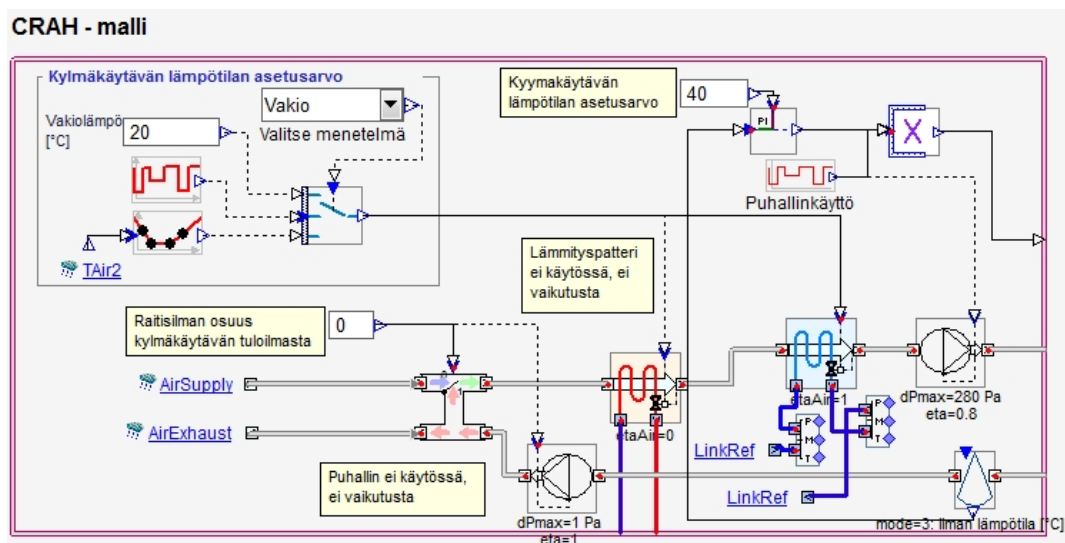 CRAH - malli
Kylmäkäytävän lämpötilan asetusarvo
Vakio
Valitse menetelmä
Vakiolämpö
[°C]
20
TAir2
Kyymakäytävän
lämpötilan asetusarvo
40
PI
X
Puhallinkäyttö
Lämmityspatteri
ei käytössä, ei
vaikutusta
Raitisilman osuus
kylmäkäytävän tuloilmasta
0
AirSupply
AirExhaust
etaAir=0
etaAir=1
dPmax=280 Pa
eta=0.8
P
M
T
P
M
T
LinkRef
LinkRef
Puhallin ei käytössä,
ei vaikutusta
dPmax=1 Pa
eta=1
mode=3: Ilman lämpötila [°C]